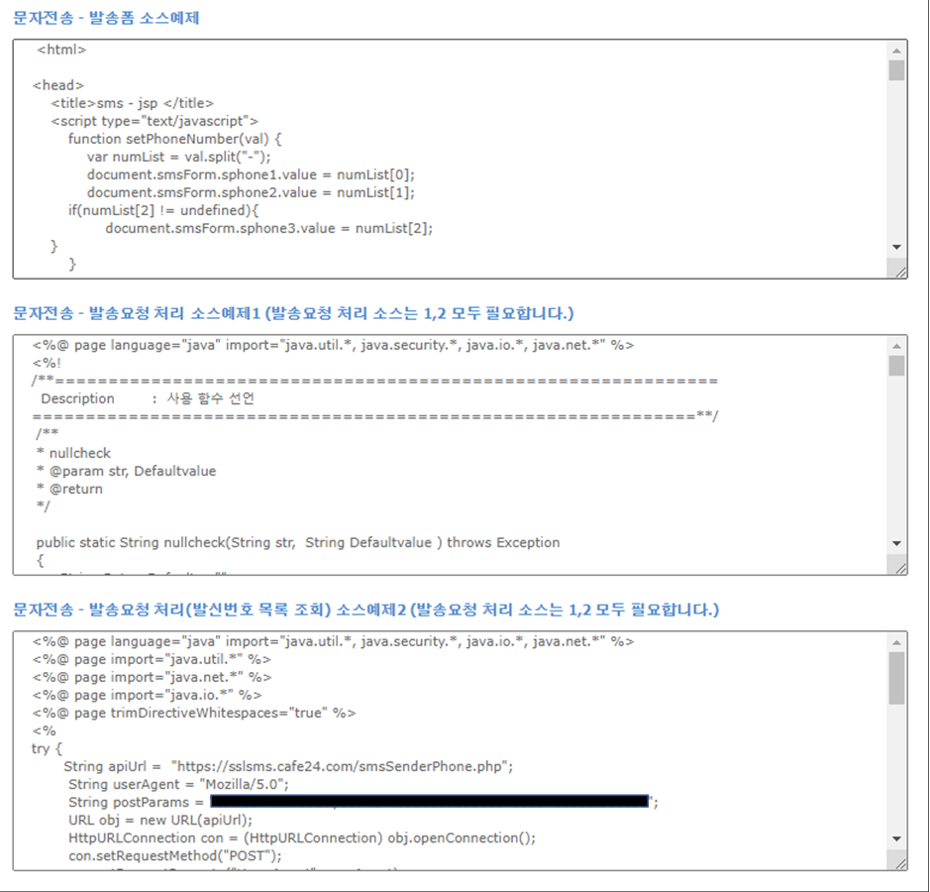 문자전송 - 발송폼 소스예제
<html>
<head>
<title>sms - jsp </title>
<script type="text/javascript">
function setPhoneNumber(val) {
var numList = val.split("-");
document.smsForm.sphone1.value = numList[0];
document.smsForm.sphone2.value = numList[1];
if(numList[2] != undefined){
document.smsForm.sphone3.value = numList[2];
}
}
문자전송 - 발송요청 처리 소스예제1 (발송요청 처리 소스는 1,2 모두 필요합니다.)
<%@ page language="java" import="java.util.*, java.security.*, java.io.*, java.net.*" %>
<%!
/**==============================================================
Description : 사용 함수 선언
==============================================================**/
/**
* nullcheck
* @param str, Defaultvalue
* @return
*/
public static String nullcheck(String str, String Defaultvalue ) throws Exception
{
문자전송 - 발송요청 처리(발신번호 목록 조회) 소스예제2 (발송요청 처리 소스는 1,2 모두 필요합니다.)
<%@ page language="java" import="java.util.*, java.security.*, java.io.*, java.net.*" %>
<%@ page import="java.util.*" %>
<%@ page import="java.net.*" %>
<%@ page import="java.io.*" %>
<%@ page trimDirectiveWhitespaces="true" %>
<%
try {
String apiUrl = "https://sslsms.cafe24.com/smsSenderPhone.php";
String userAgent = "Mozilla/5.0";
String postParams = ";
URL obj = new URL(apiUrl);
HttpURLConnection con = (HttpURLConnection) obj.openConnection();
con.setRequestMethod("POST");